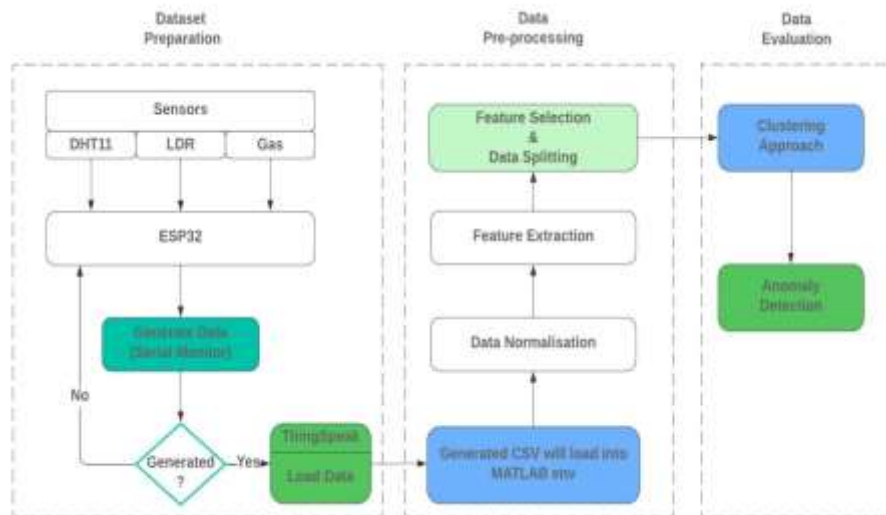 Dataset
Preparation
Sensors
DHT11
LDR
Gas
ESP32
Generate Data
(Serial Monitor)
No
Generated
?
Yes
ThingSpeak
Load Data
Data
Pre-processing
Feature Selection
&
Data Splitting
Feature Extraction
Data Normalisation
Generated CSV will load into
MATLAB env
Data
Evaluation
Clustering
Approach
Anomaly
Detection